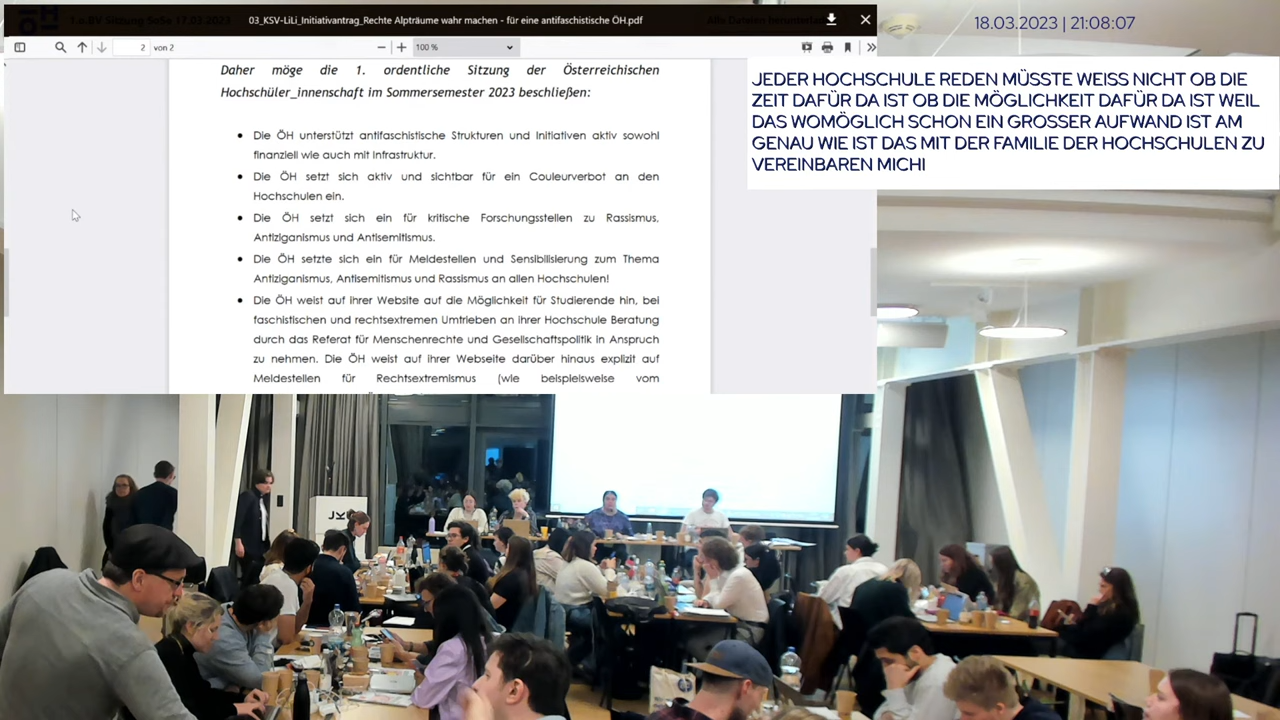 1.o. BV Sitzung SoSe 17.03.2023
03_KSV-LiLi_Initiativantrag_Rechte Alpträume wahr machen - für eine antifaschistische ÖH.pdf
18.03.2023 | 21:08:07
2 von 2
100 %
Daher möge die 1. ordentliche Sitzung der Österreichischen
Hochschüler_innenschaft im Sommersemester 2023 beschließen:
• Die ÖH unterstützt antifaschistische Strukturen und Initiativen aktiv sowohl
finanziell wie auch mit Infrastruktur.
• Die ÖH setzt sich aktiv und sichtbar für ein Couleurverbot an den
Hochschulen ein.
• Die ÖH setzt sich ein für kritische Forschungsstellen zu Rassismus,
Antiziganismus und Antisemitismus.
• Die ÖH setzte sich ein für Meldestellen und Sensibilisierung zum Thema
Antiziganismus, Antisemitismus und Rassismus an allen Hochschulen!
• Die ÖH weist auf ihrer Website auf die Möglichkeit für Studierende hin, bei
faschistischen und rechtsextremen Umtrieben an ihrer Hochschule Beratung
durch das Referat für Menschenrechte und Gesellschaftspolitik in Anspruch
zu nehmen. Die ÖH weist auf ihrer Webseite darüber hinaus explizit auf
Meldestellen für Rechtsextremismus (wie beispielsweise vom
JEDER HOCHSCHULE REDEN MÜSSTE WEISS NICHT OB DIE
ZEIT DAFÜR DA IST OB DIE MÖGLICHKEIT DAFÜR DA IST WEIL
DAS WOMÖGLICH SCHON EIN GROSSER AUFWAND IST AM
GENAU WIE IST DAS MIT DER FAMILIE DER HOCHSCHULEN ZU
VEREINBAREN MICHI